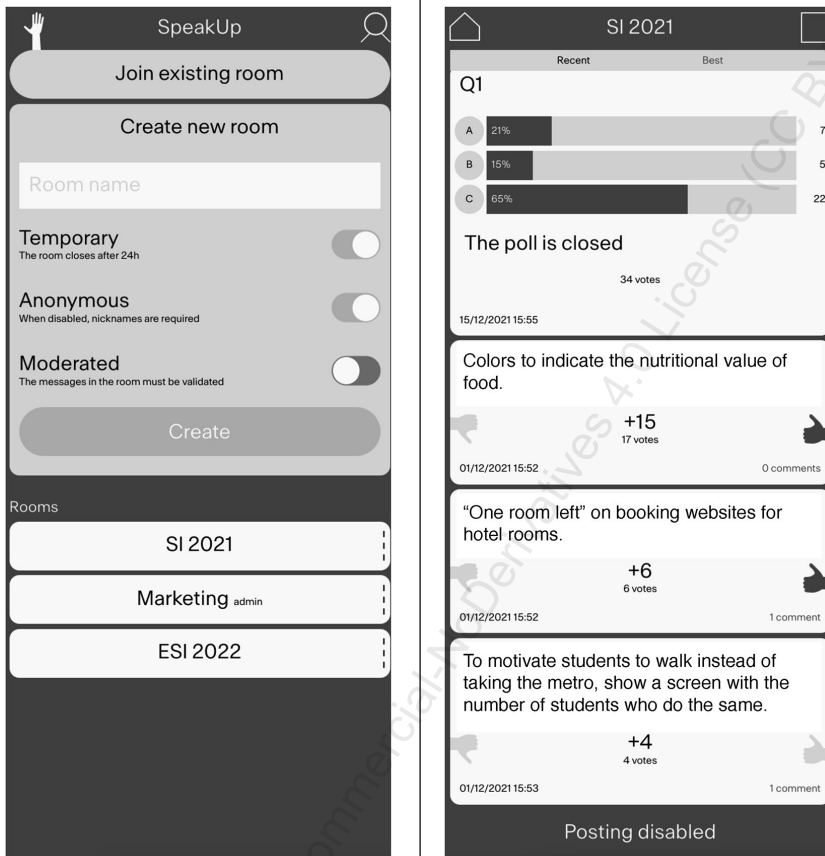 SpeakUp
Join existing room
Create new room
Room name
Temporary
The room closes after 24h
Anonymous
When disabled, nicknames are required
Moderated
The messages in the room must be validated
Create
Rooms
SI 2021
Marketing admin
ESI 2022
SI 2021
Recent Best
Q1
A 21% 7
B 15% 5
C 65% 22
The poll is closed
34 votes
15/12/2021 15:55
Colors to indicate the nutritional value of
food.
+15
17 votes
01/12/2021 15:52 0 comments
“One room left” on booking websites for
hotel rooms.
+6
6 votes
01/12/2021 15:52 1 comment
To motivate students to walk instead of
taking the metro, show a screen with the
number of students who do the same.
+4
4 votes
01/12/2021 15:53 1 comment
Posting disabled
ommercial-NoDerivatives 4.0 License (CC B